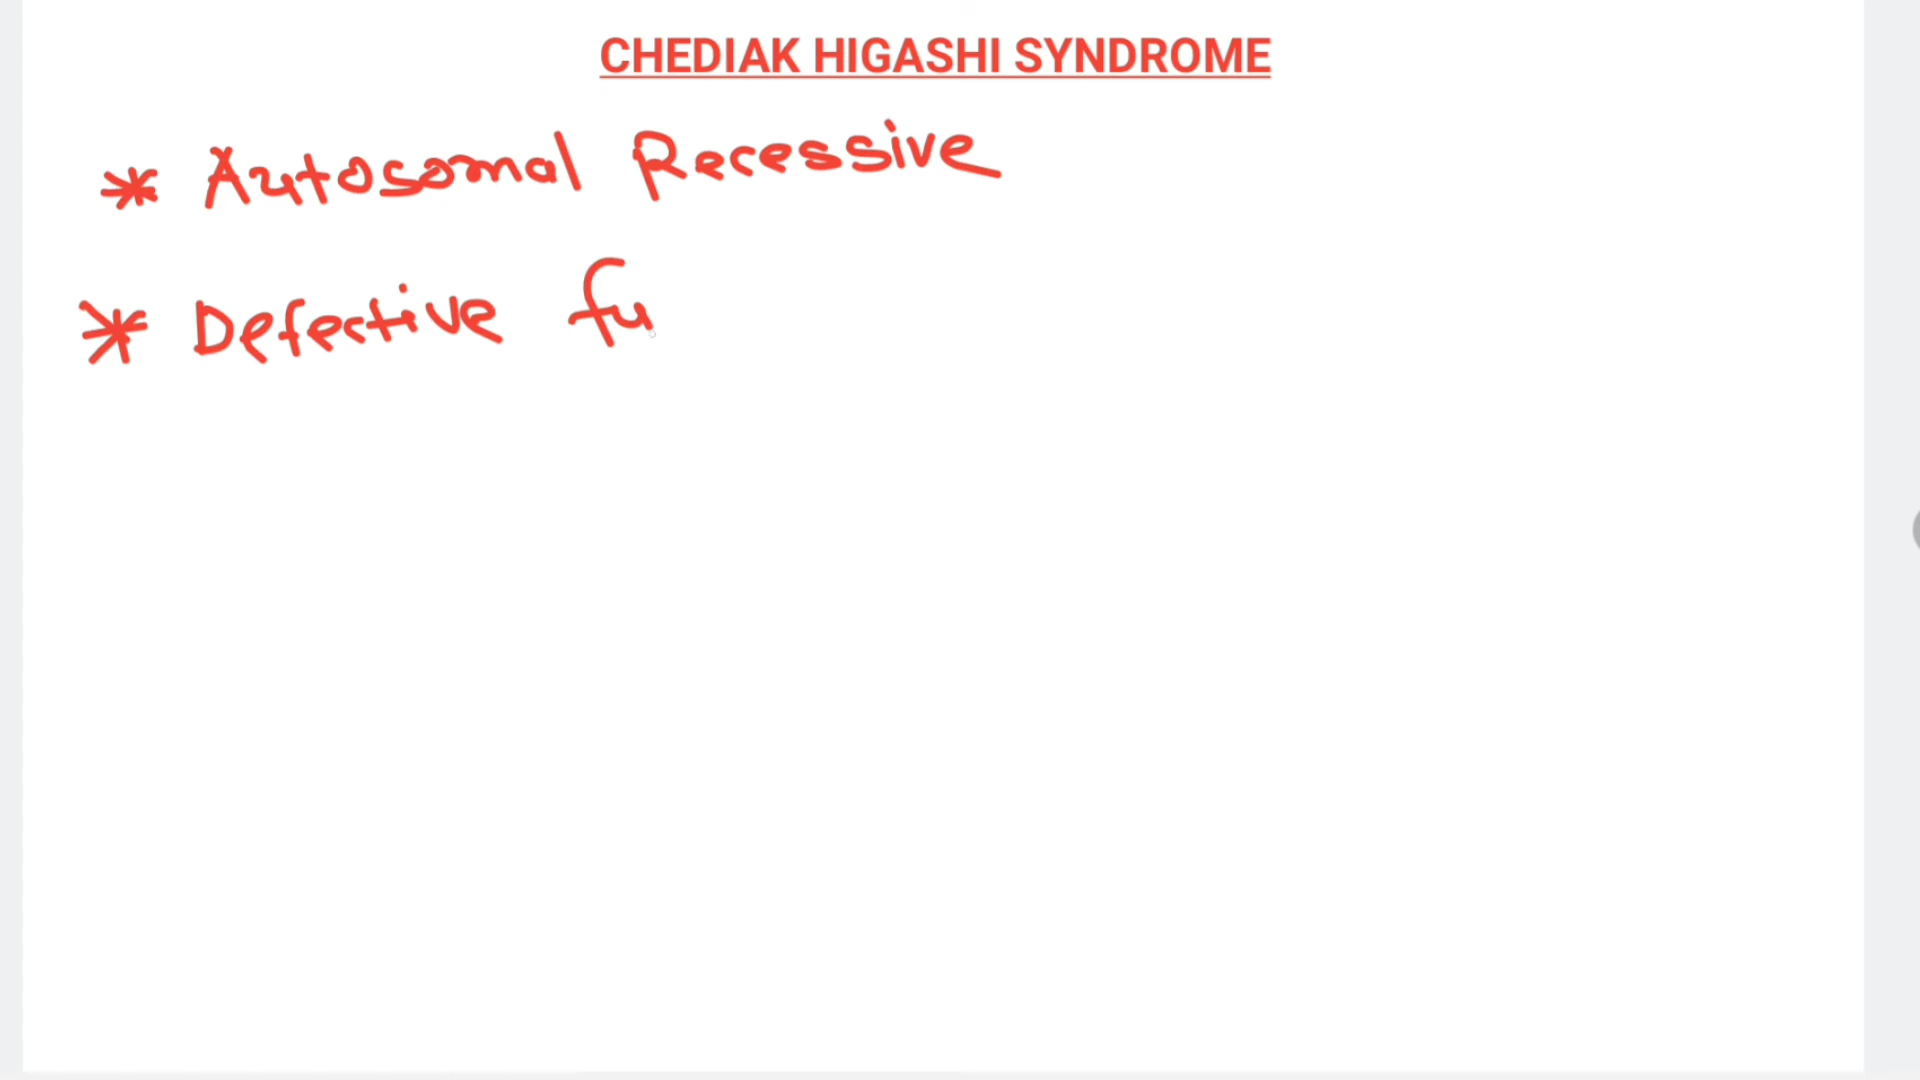 CHEDIAK HIGASHI SYNDROME
* Autosomal Recessive
* Defective fu